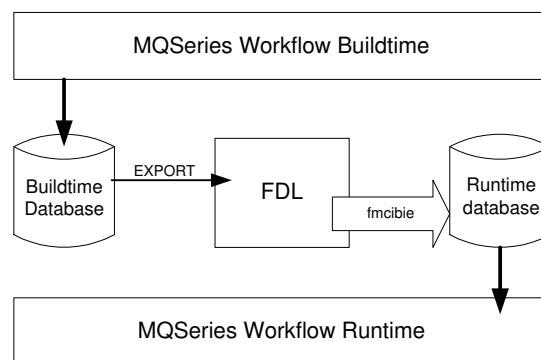 MQSeries Workflow Buildtime
Buildtime
Database
EXPORT
FDL
fmcibie
Runtime
database
MQSeries Workflow Runtime